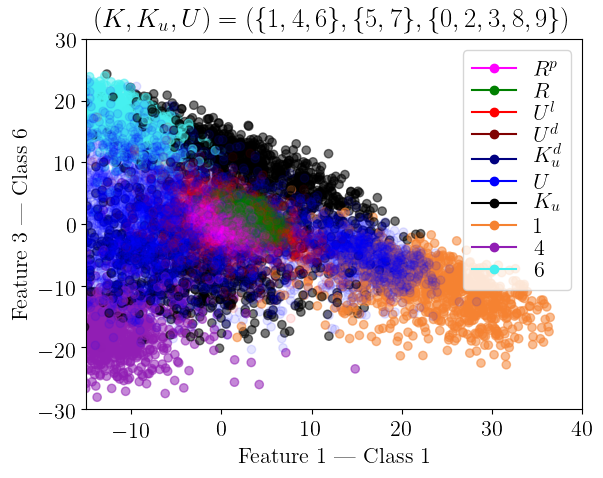 (K, K_u, U) = ({1, 4, 6}, {5, 7}, {0, 2, 3, 8, 9})
30
20
10
0
−10
−20
−30
Feature 3 — Class 6
R^p
R
U^l
U^d
K_u^d
U
K_u
1
4
6
−10
0
10
20
30
40
Feature 1 — Class 1